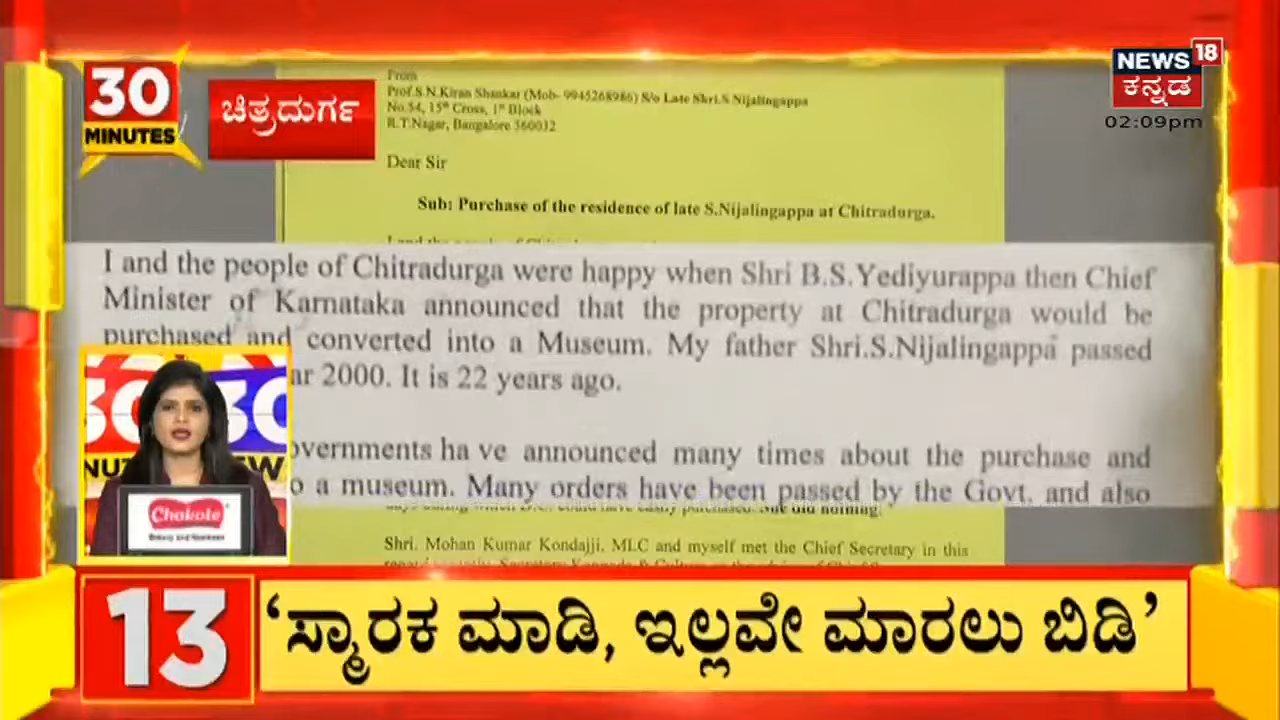 30
MINUTES
ಚಿತ್ರದುರ್ಗ
NEWS 18
ಕನ್ನಡ
02:09pm
From
Prof.S.N.Kiran Shankar (Mob- 9945268986) S/o Late Shri.S Nijalingappa
No.54, 15th Cross, 1st Block
R.T.Nagar, Bangalore 560032
Dear Sir
Sub: Purchase of the residence of late S.Nijalingappa at Chitradurga.
I and the people of Chitradurga were happy when Shri B.S.Yediyurappa then Chief
Minister of Karnataka announced that the property at Chitradurga would be
purchased and converted into a Museum. My father Shri.S.Nijalingappa passed
ar 2000. It is 22 years ago.
overnments ha ve announced many times about the purchase and
o a museum. Many orders have been passed by the Govt. and also
She did nothing.
Shri. Mohan Kumar Kondajji, MLC and myself met the Chief Secretary in this
30 30
Chokole
13
‘ಸ್ಮಾರಕ ಮಾಡಿ, ಇಲ್ಲವೇ ಮಾರಲು ಬಿಡಿ’